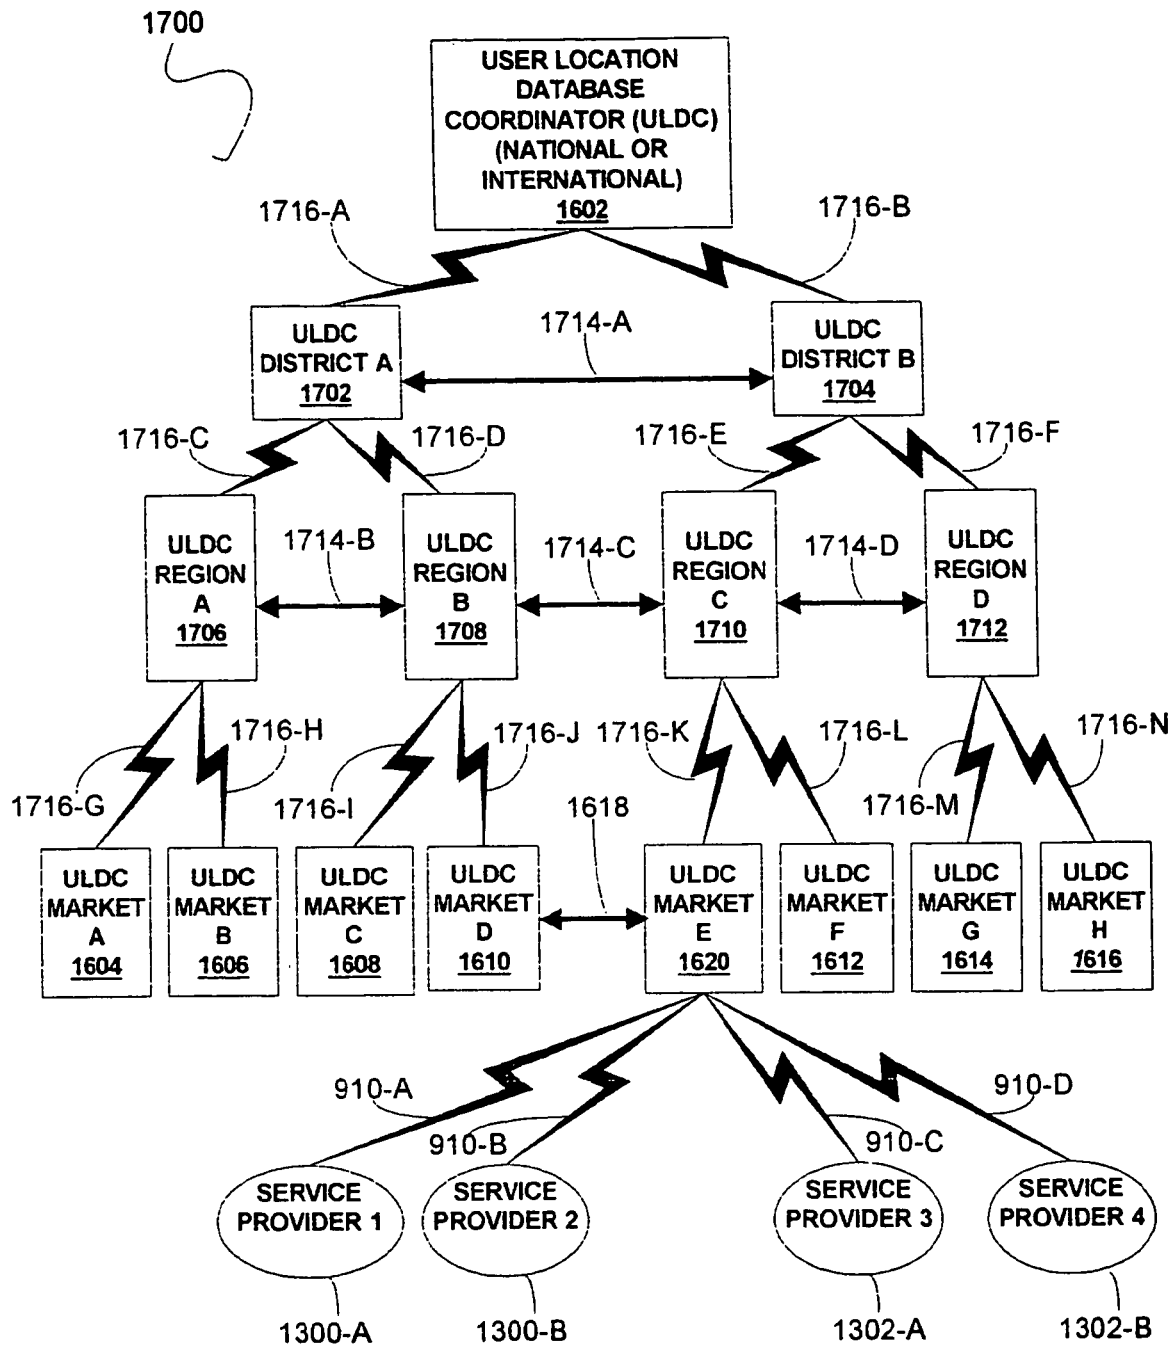 1700
USER LOCATION
DATABASE
COORDINATOR (ULDC)
(NATIONAL OR
INTERNATIONAL)
1602
1716-A
1716-B
ULDC
DISTRICT A
1702
1714-A
ULDC
DISTRICT B
1704
1716-C
1716-D
1716-E
1716-F
ULDC
REGION
A
1706
1714-B
ULDC
REGION
B
1708
1714-C
ULDC
REGION
C
1710
1714-D
ULDC
REGION
D
1712
1716-G
1716-H
1716-I
1716-J
1716-K
1716-L
1716-M
1716-N
1618
ULDC
MARKET
A
1604
ULDC
MARKET
B
1606
ULDC
MARKET
C
1608
ULDC
MARKET
D
1610
ULDC
MARKET
E
1620
ULDC
MARKET
F
1612
ULDC
MARKET
G
1614
ULDC
MARKET
H
1616
910-A
910-B
910-C
910-D
SERVICE
PROVIDER 1
SERVICE
PROVIDER 2
SERVICE
PROVIDER 3
SERVICE
PROVIDER 4
1300-A
1300-B
1302-A
1302-B